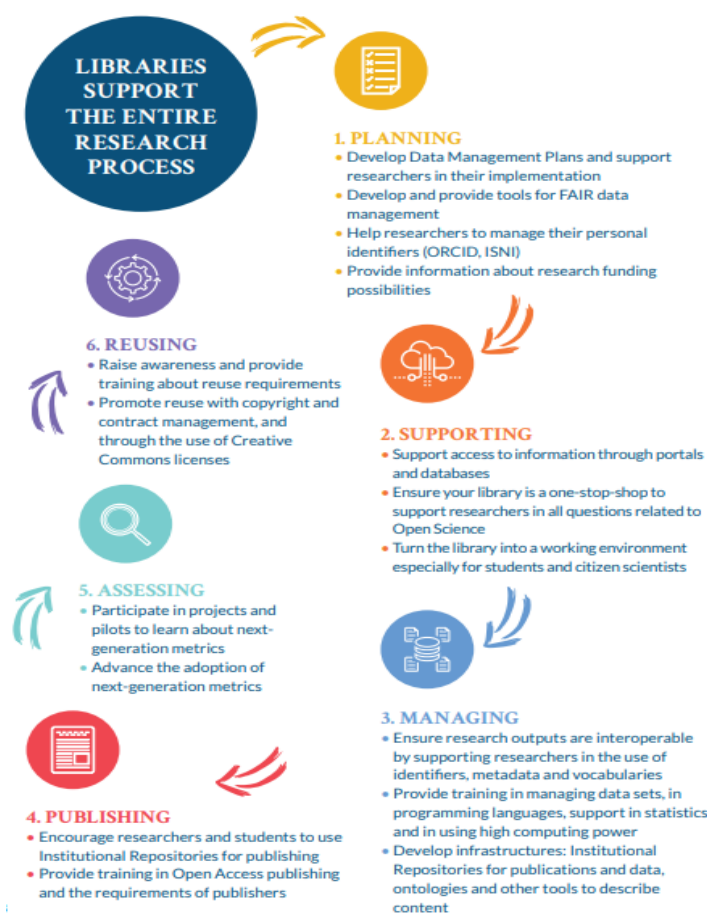 LIBRARIES
SUPPORT
THE ENTIRE
RESEARCH
PROCESS
1. PLANNING
• Develop Data Management Plans and support
researchers in their implementation
• Develop and provide tools for FAIR data
management
• Help researchers to manage their personal
identifiers (ORCID, ISNI)
• Provide information about research funding
possibilities
2. SUPPORTING
• Support access to information through portals
and databases
• Ensure your library is a one-stop-shop to
support researchers in all questions related to
Open Science
• Turn the library into a working environment
especially for students and citizen scientists
3. MANAGING
• Ensure research outputs are interoperable
by supporting researchers in the use of
identifiers, metadata and vocabularies
• Provide training in managing data sets, in
programming languages, support in statistics
and in using high computing power
• Develop infrastructures: Institutional
Repositories for publications and data,
ontologies and other tools to describe
content
4. PUBLISHING
• Encourage researchers and students to use
Institutional Repositories for publishing
• Provide training in Open Access publishing
and the requirements of publishers
5. ASSESSING
• Participate in projects and
pilots to learn about next-
generation metrics
• Advance the adoption of
next-generation metrics
6. REUSING
• Raise awareness and provide
training about reuse requirements
• Promote reuse with copyright and
contract management, and
through the use of Creative
Commons licenses